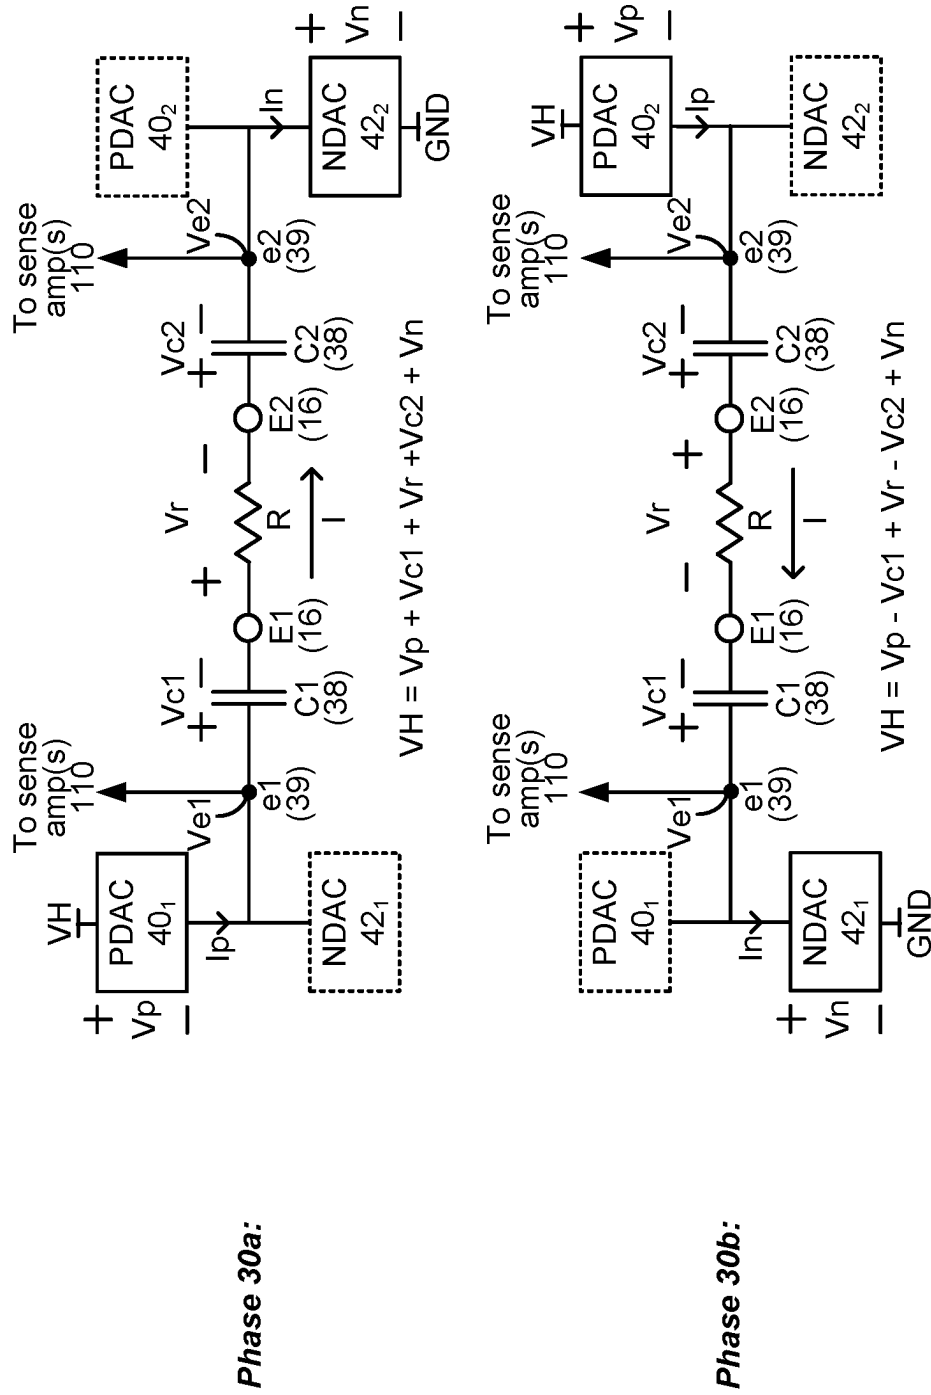 Phase 30a:
VH
+
Vp
−
PDAC
40₁
Ip
NDAC
42₁
To sense
amp(s)
110
Ve1
e1
(39)
+ Vc1 −
C1
(38)
E1
(16)
+ Vr −
R
I
E2
(16)
+ Vc2 −
C2
(38)
To sense
amp(s)
110
Ve2
e2
(39)
PDAC
40₂
In
NDAC
42₂
GND
+
Vn
−
VH = Vp + Vc1 + Vr +Vc2 + Vn
Phase 30b:
PDAC
40₁
In
NDAC
42₁
GND
+
Vn
−
To sense
amp(s)
110
Ve1
e1
(39)
+ Vc1 −
C1
(38)
E1
(16)
− Vr +
R
I
E2
(16)
+ Vc2 −
C2
(38)
To sense
amp(s)
110
Ve2
e2
(39)
VH
PDAC
40₂
+
Vp
−
Ip
NDAC
42₂
VH = Vp - Vc1 + Vr - Vc2 + Vn